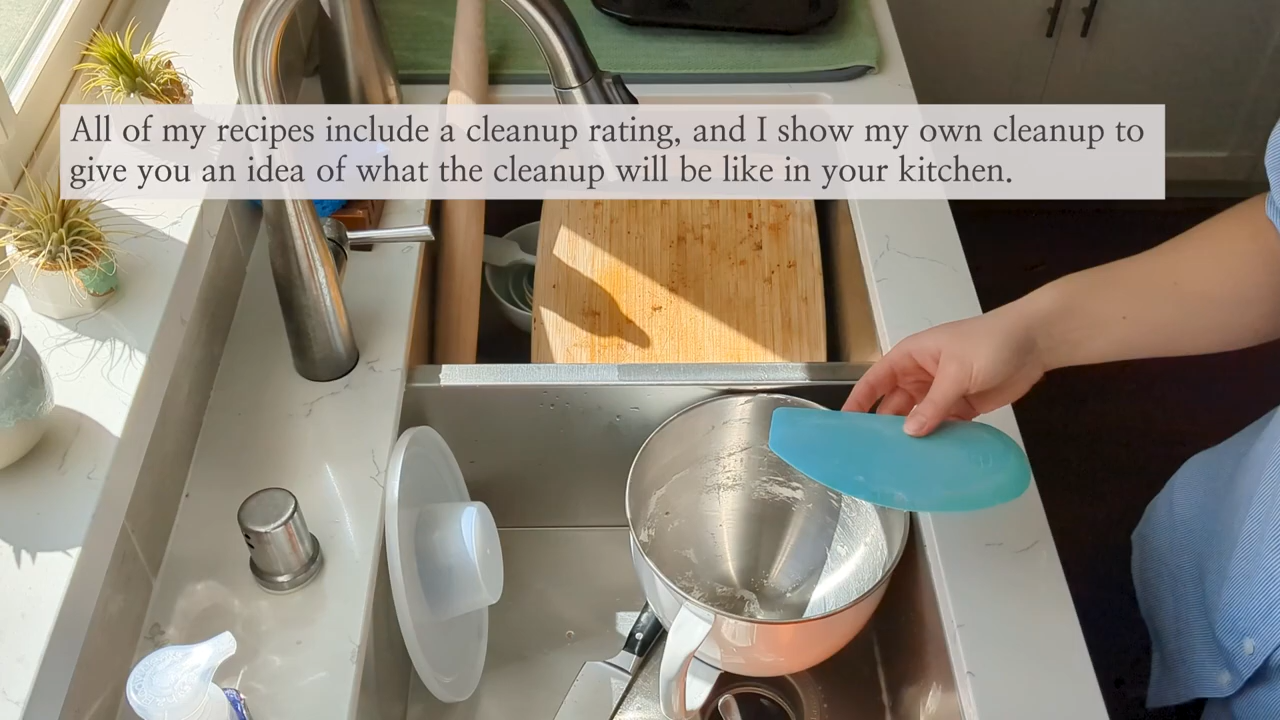 All of my recipes include a cleanup rating, and I show my own cleanup to
give you an idea of what the cleanup will be like in your kitchen.